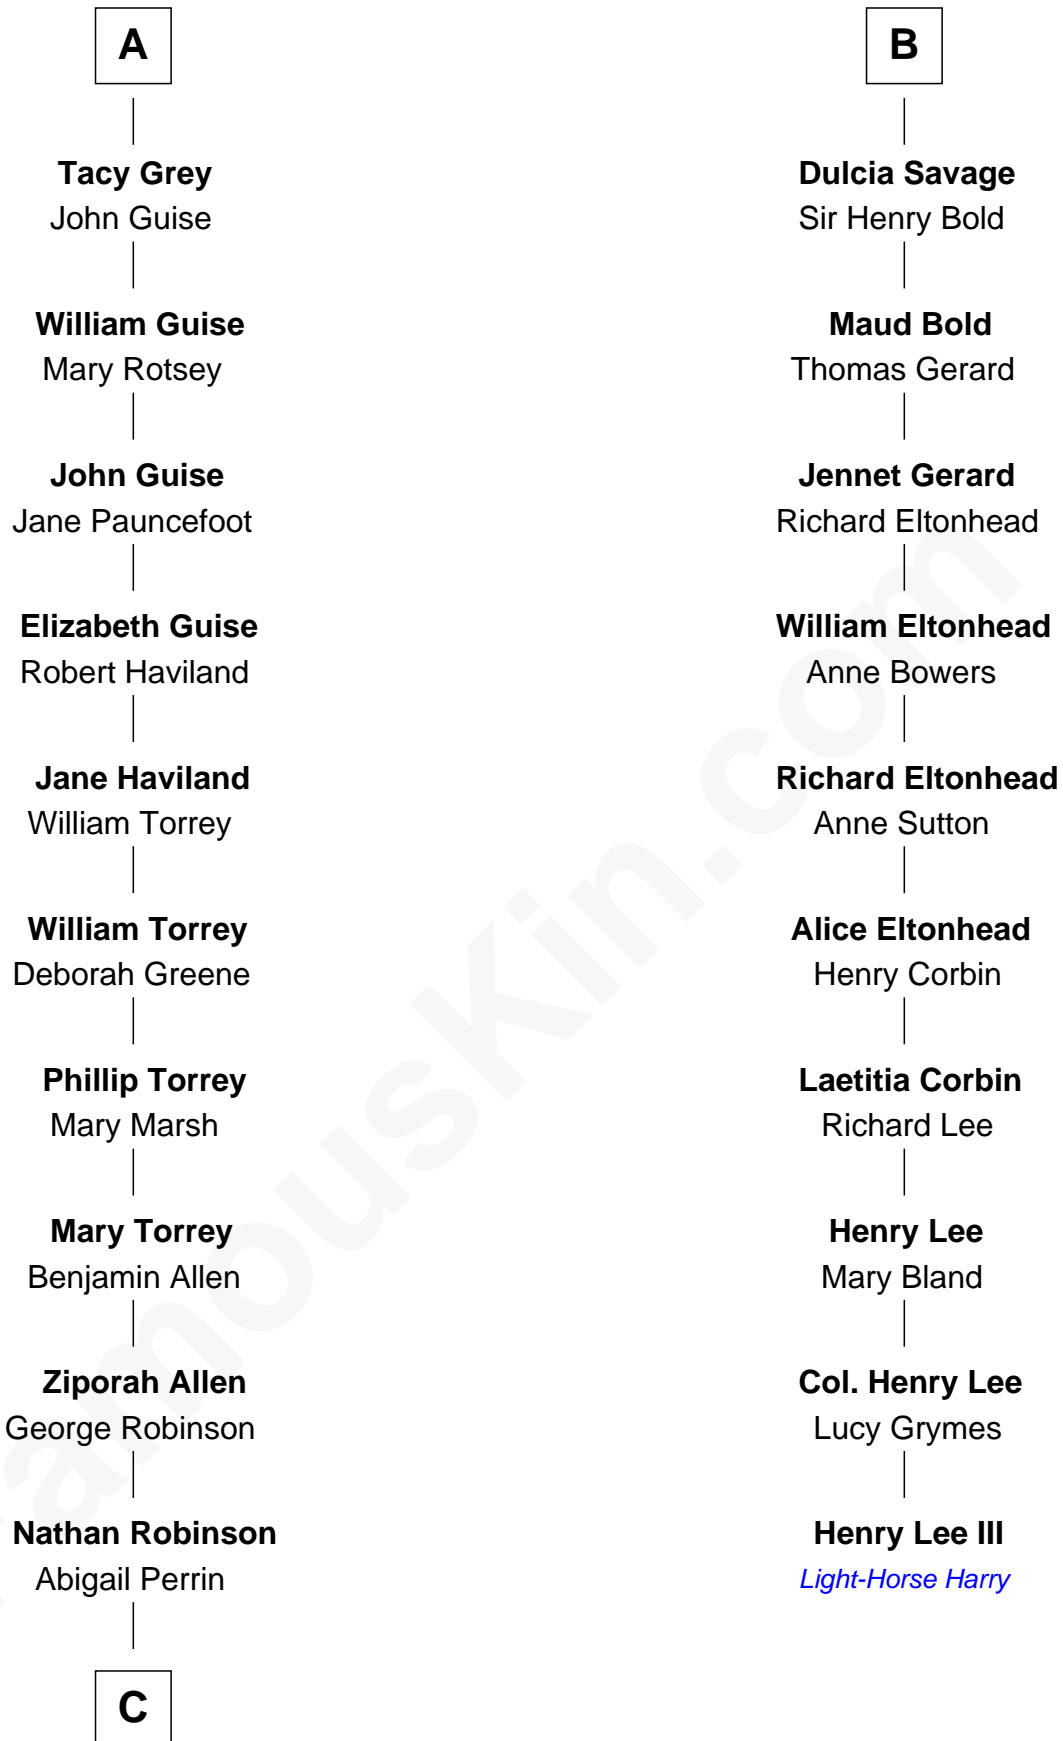 A
Tacy Grey
John Guise
William Guise
Mary Rotsey
John Guise
Jane Pauncefoot
Elizabeth Guise
Robert Haviland
Jane Haviland
William Torrey
William Torrey
Deborah Greene
Phillip Torrey
Mary Marsh
Mary Torrey
Benjamin Allen
Ziporah Allen
George Robinson
Nathan Robinson
Abigail Perrin
C
B
Dulcia Savage
Sir Henry Bold
Maud Bold
Thomas Gerard
Jennet Gerard
Richard Eltonhead
William Eltonhead
Anne Bowers
Richard Eltonhead
Anne Sutton
Alice Eltonhead
Henry Corbin
Laetitia Corbin
Richard Lee
Henry Lee
Mary Bland
Col. Henry Lee
Lucy Grymes
Henry Lee III
Light-Horse Harry
FamousKin.com